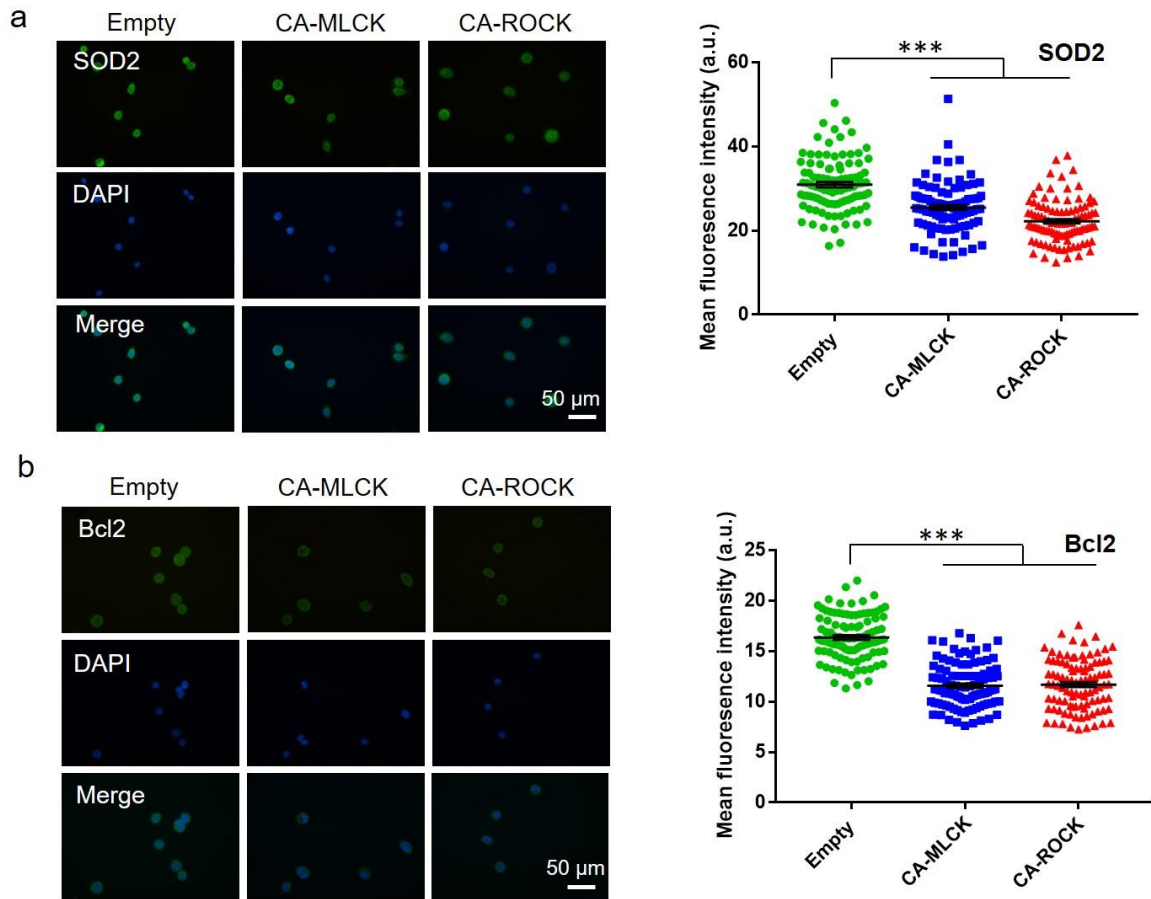 a
Empty CA-MLCK CA-ROCK
SOD2
DAPI
Merge
50 µm
Mean fluoresence intensity (a.u.)
60
40
20
0
***
SOD2
Empty
CA-MLCK
CA-ROCK
b
Empty CA-MLCK CA-ROCK
Bcl2
DAPI
Merge
50 µm
Mean fluoresence intensity (a.u.)
25
20
15
10
5
0
***
Bcl2
Empty
CA-MLCK
CA-ROCK